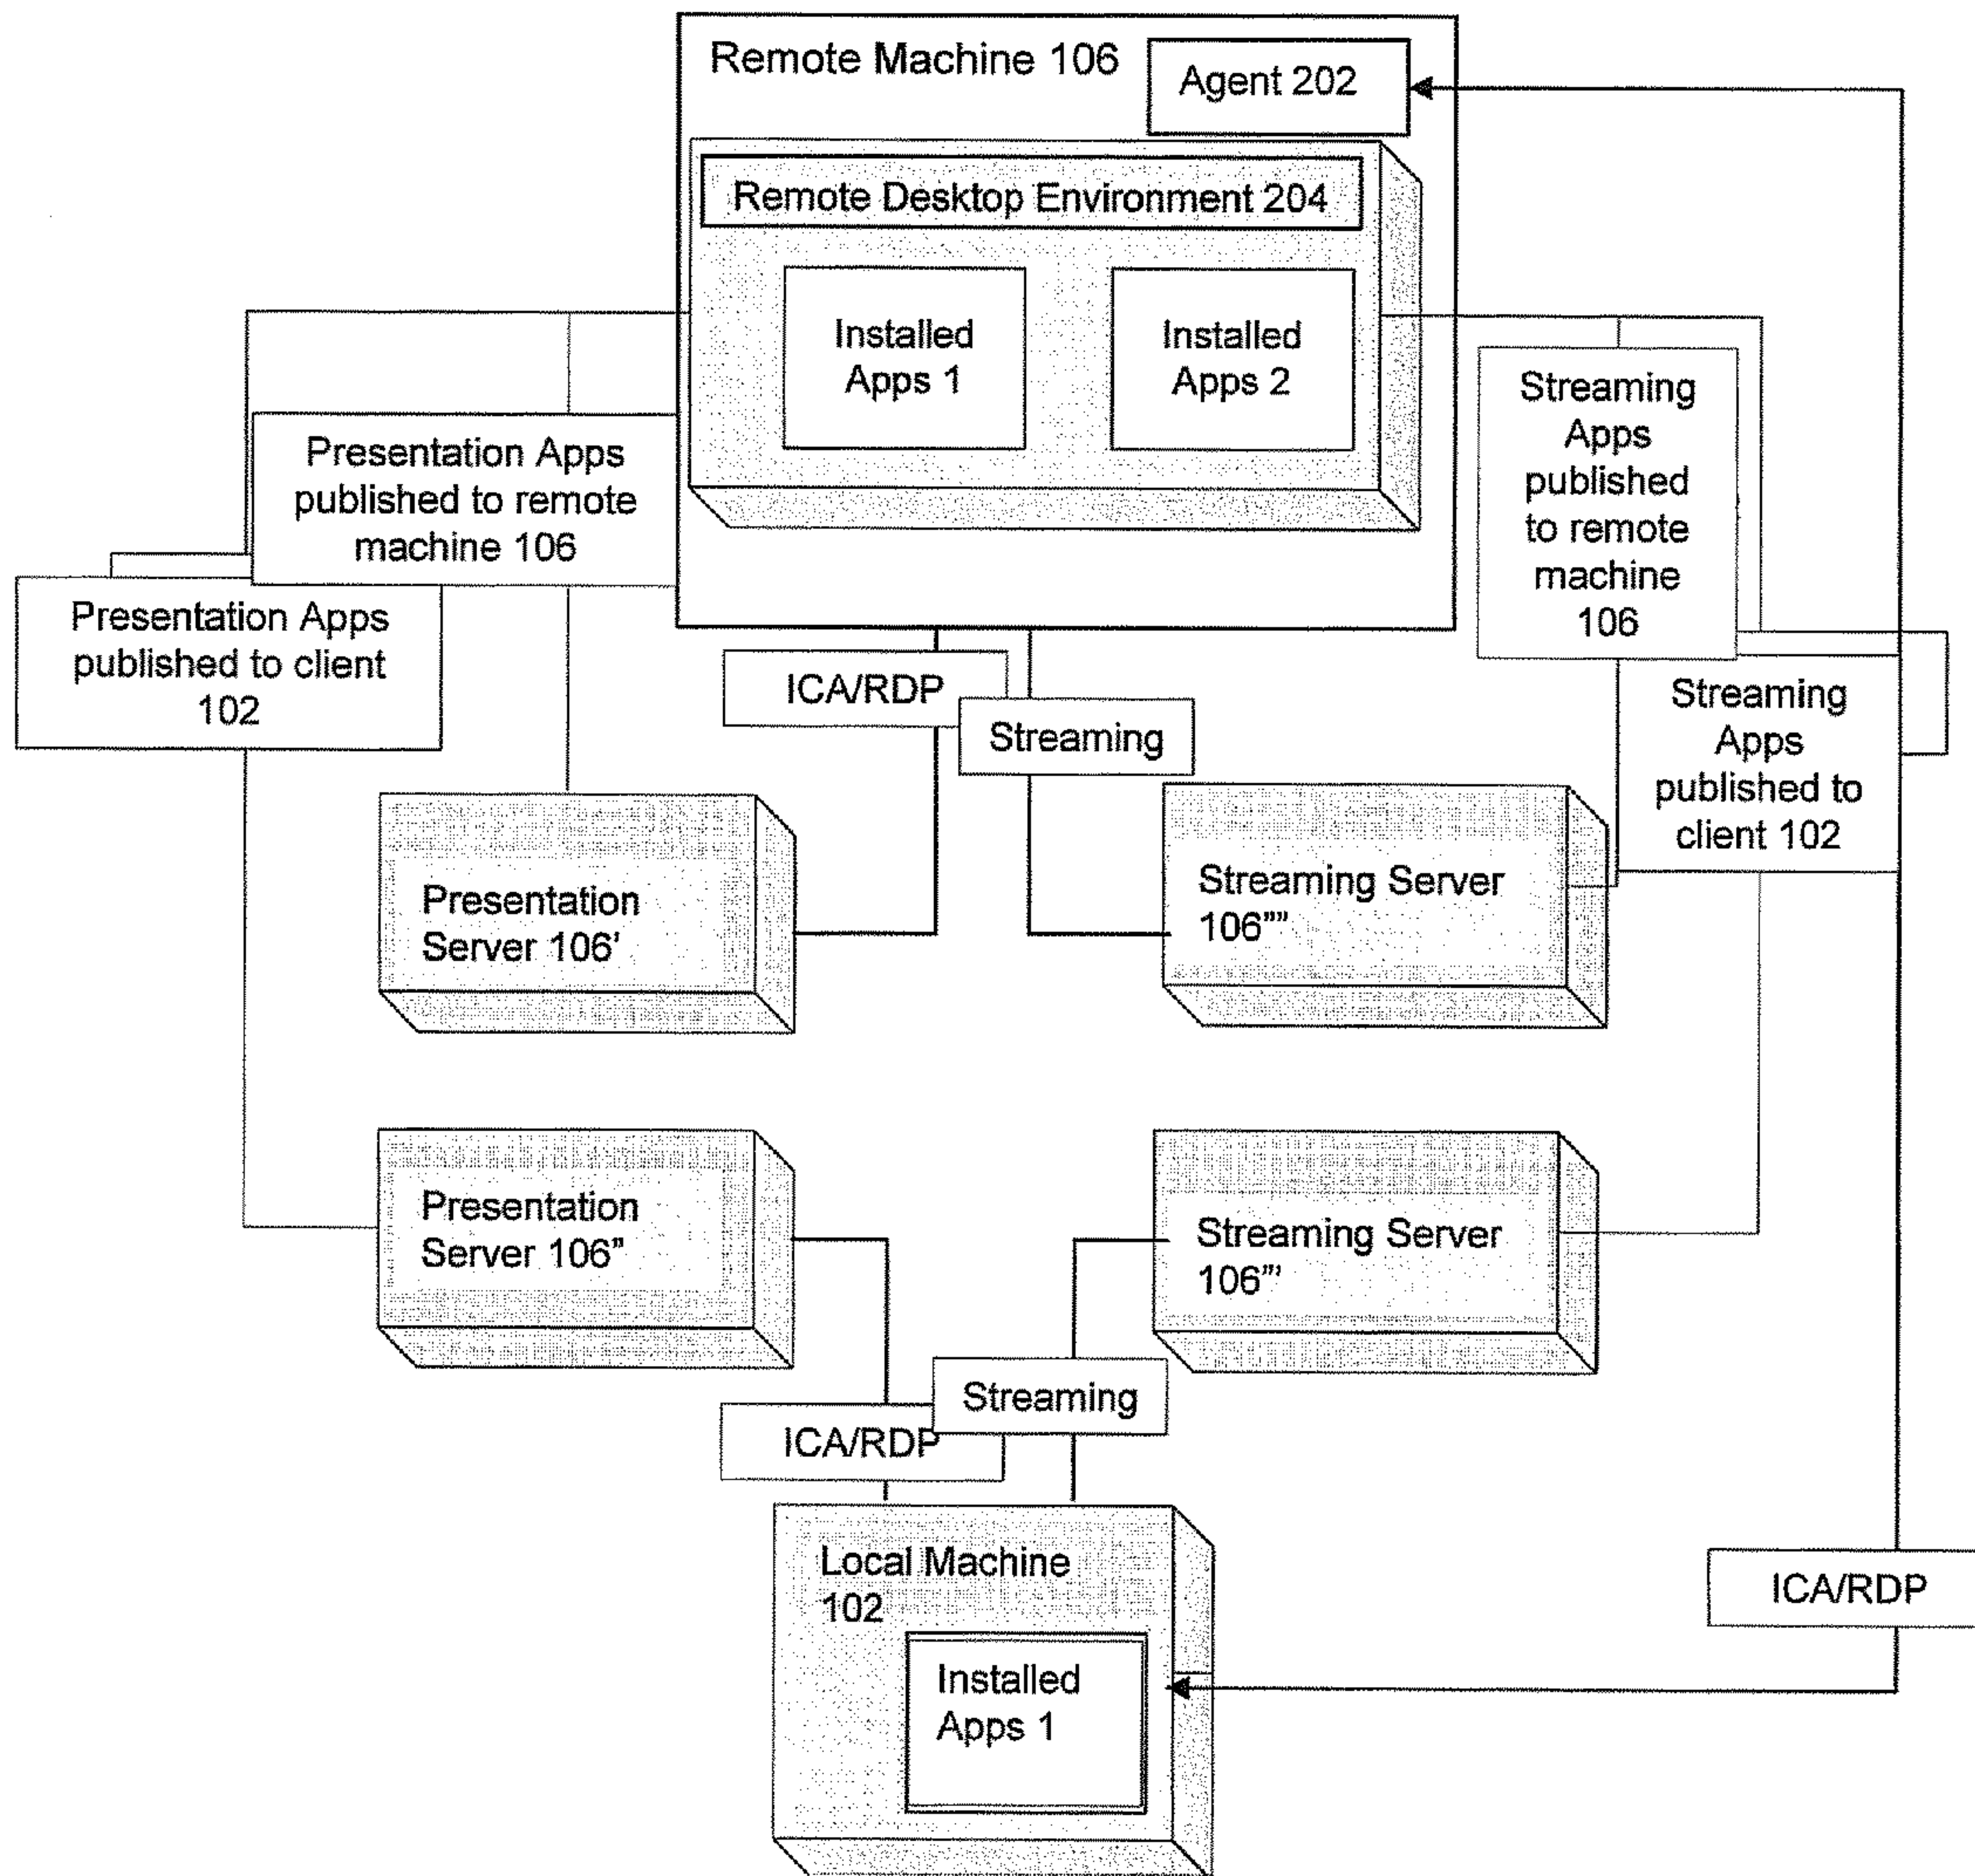 Remote Machine 106
Agent 202
Remote Desktop Environment 204
Installed
Apps 1
Installed
Apps 2
Presentation Apps
published to remote
machine 106
Presentation Apps
published to client
102
Streaming
Apps
published
to remote
machine
106
Streaming
Apps
published to
client 102
ICA/RDP
Streaming
Presentation
Server 106'
Streaming Server
106""
Presentation
Server 106"
Streaming Server
106"'
Streaming
ICA/RDP
Local Machine
102
Installed
Apps 1
ICA/RDP